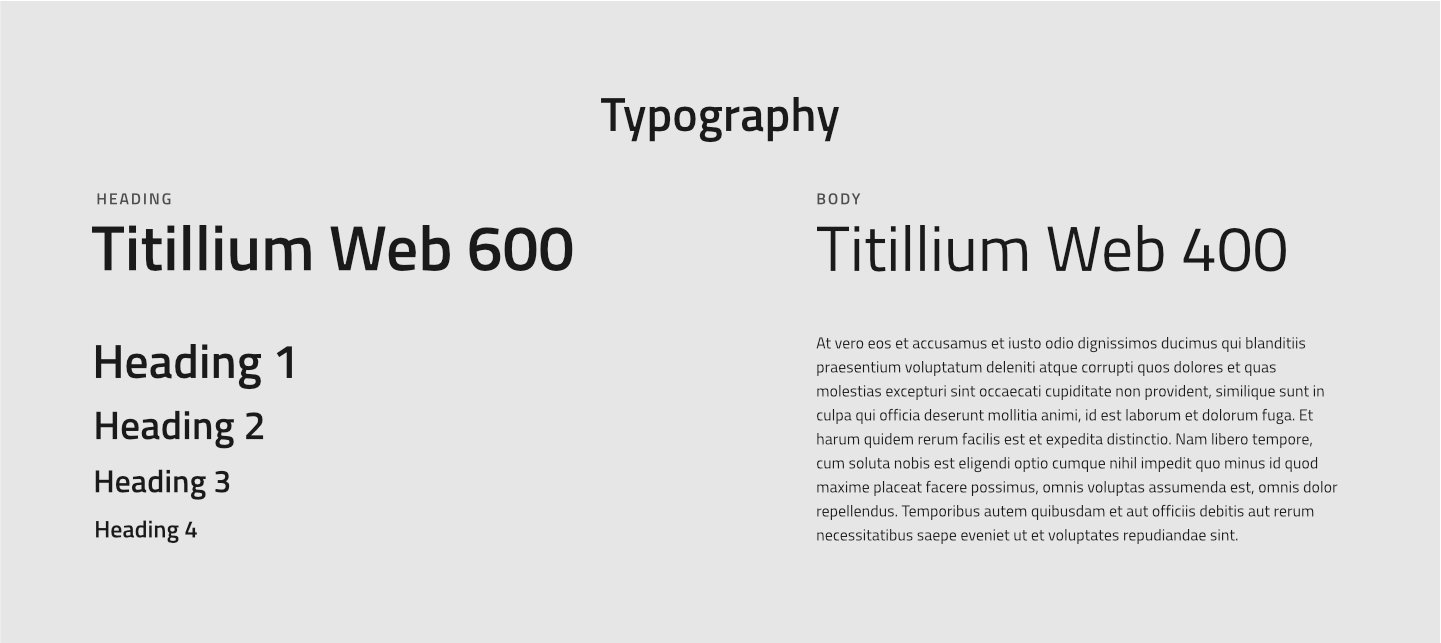 Typography
HEADING
Titillium Web 600
Heading 1
Heading 2
Heading 3
Heading 4
BODY
Titillium Web 400
At vero eos et accusamus et iusto odio dignissimos ducimus qui blanditiis
praesentium voluptatum deleniti atque corrupti quos dolores et quas
molestias excepturi sint occaecati cupiditate non provident, similique sunt in
culpa qui officia deserunt mollitia animi, id est laborum et dolorum fuga. Et
harum quidem rerum facilis est et expedita distinctio. Nam libero tempore,
cum soluta nobis est eligendi optio cumque nihil impedit quo minus id quod
maxime placeat facere possimus, omnis voluptas assumenda est, omnis dolor
repellendus. Temporibus autem quibusdam et aut officiis debitis aut rerum
necessitatibus saepe eveniet ut et voluptates repudiandae sint.